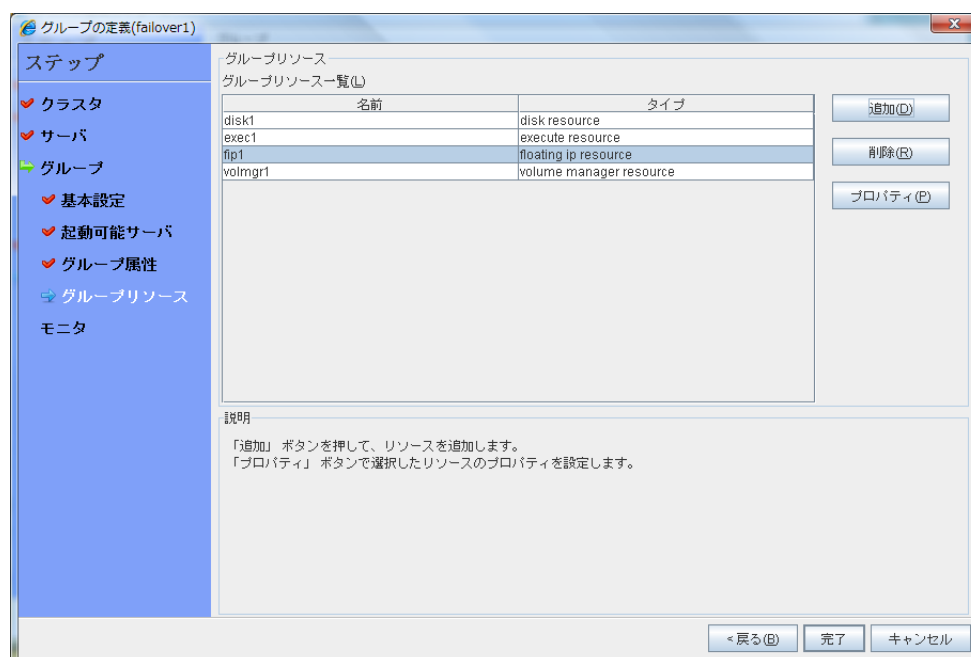 グループの定義(failover1)
ステップ
クラスタ
サーバ
グループ
基本設定
起動可能サーバ
グループ属性
グループリソース
モニタ
グループリソース
グループリソース一覧(L)
名前 タイプ
disk1 disk resource
exec1 execute resource
fip1 floating ip resource
volmgr1 volume manager resource
追加(D)
削除(R)
プロパティ(P)
説明
「追加」 ボタンを押して、リソースを追加します。
「プロパティ」 ボタンで選択したリソースのプロパティを設定します。
<戻る(B) 完了 キャンセル